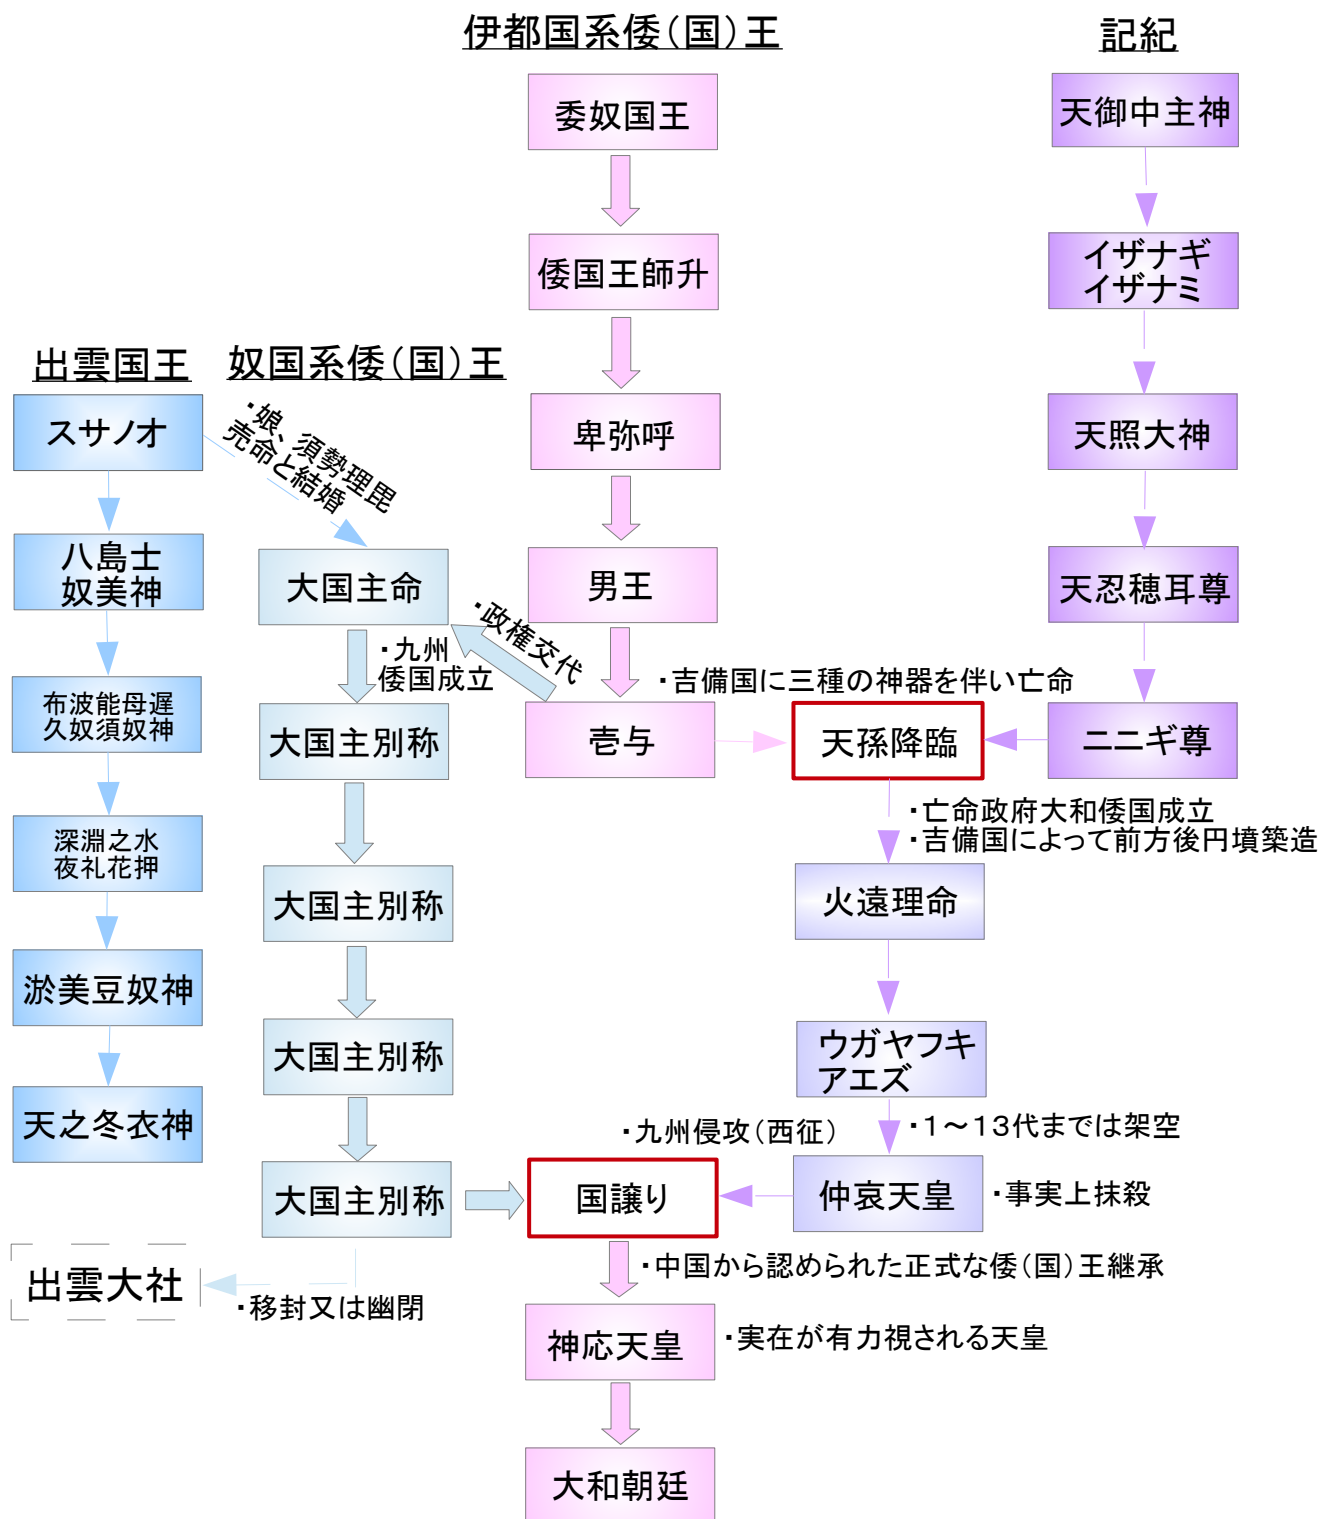 伊都国系倭（国）王
記紀
委奴国王
天御中主神
倭国王師升
イザナギ
イザナミ
出雲国王
奴国系倭（国）王
スサノオ
・娘、須勢理毘
売命と結婚
卑弥呼
天照大神
八島士
奴美神
大国主命
男王
天忍穂耳尊
・政権交代
・九州
倭国成立
・吉備国に三種の神器を伴い亡命
布波能母遅
久奴須奴神
大国主別称
壱与
天孫降臨
ニニギ尊
・亡命政府大和倭国成立
・吉備国によって前方後円墳築造
深淵之水
夜礼花押
大国主別称
火遠理命
淤美豆奴神
大国主別称
ウガヤフキ
アエズ
天之冬衣神
・九州侵攻（西征）
・１～１３代までは架空
大国主別称
国譲り
仲哀天皇
・事実上抹殺
出雲大社
・移封又は幽閉
・中国から認められた正式な倭（国）王継承
神応天皇
・実在が有力視される天皇
大和朝廷